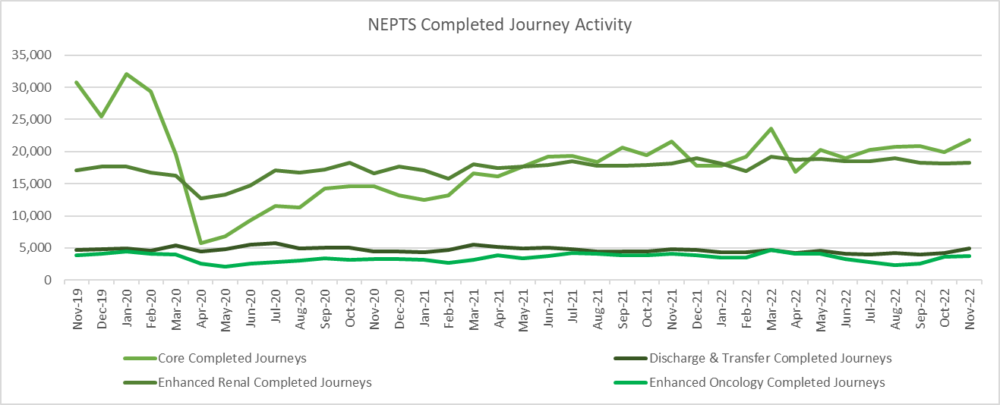 NEPTS Completed Journey Activity
35,000
30,000
25,000
20,000
15,000
10,000
5,000
0
Nov-19
Dec-19
Jan-20
Feb-20
Mar-20
Apr-20
May-20
Jun-20
Jul-20
Aug-20
Sep-20
Oct-20
Nov-20
Dec-20
Jan-21
Feb-21
Mar-21
Apr-21
May-21
Jun-21
Jul-21
Aug-21
Sep-21
Oct-21
Nov-21
Dec-21
Jan-22
Feb-22
Mar-22
Apr-22
May-22
Jun-22
Jul-22
Aug-22
Sep-22
Oct-22
Nov-22
Core Completed Journeys
Discharge & Transfer Completed Journeys
Enhanced Renal Completed Journeys
Enhanced Oncology Completed Journeys